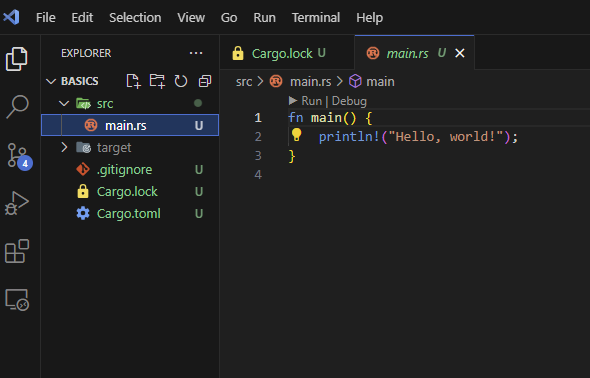 File Edit Selection View Go Run Terminal Help
EXPLORER
BASICS
src
main.rs U
target
.gitignore U
Cargo.lock U
Cargo.toml U
4
Cargo.lock U main.rs U
src > main.rs > main
Run | Debug
1 fn main() {
2 println!("Hello, world!");
3 }
4